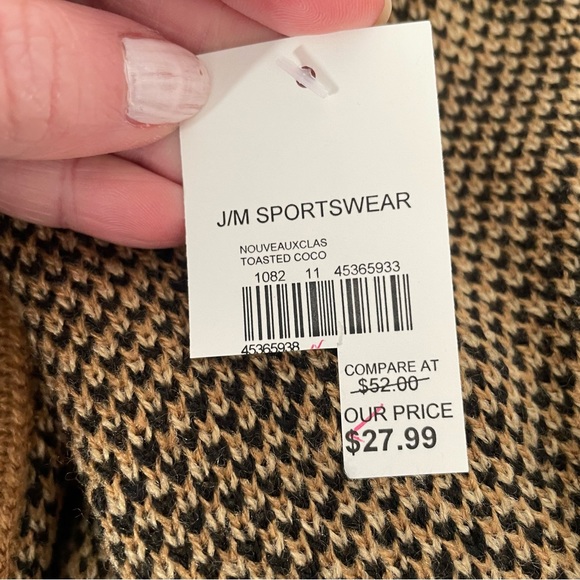 J/M SPORTSWEAR
NOUVEAUXCLAS
TOASTED COCO
1082 11 45365933
45365938
COMPARE AT
$52.00
OUR PRICE
$27.99